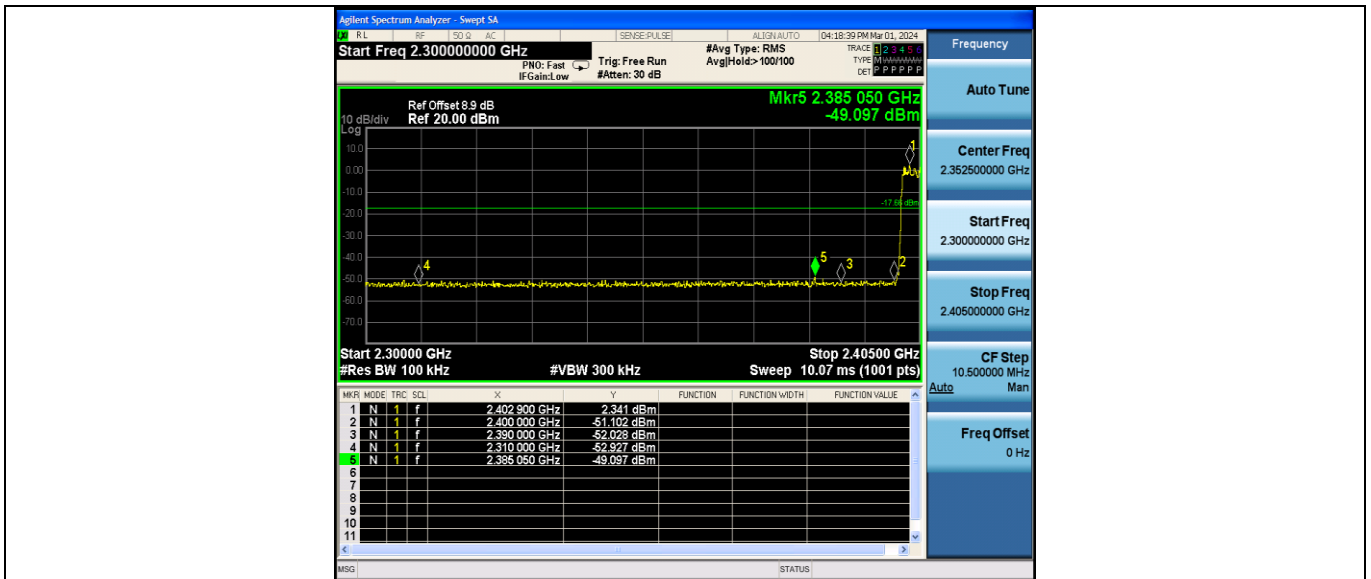 Agilent Spectrum Analyzer - Swept SA
RL RF 50 Ω AC SENSE:PULSE ALIGN AUTO 04:18:39 PM Mar 01, 2024
Start Freq 2.300000000 GHz
PNO: Fast
IFGain:Low
Trig: Free Run
#Atten: 30 dB
#Avg Type: RMS
Avg|Hold:> 100/100
TRACE 1 2 3 4 5 6
TYPE M
DET P P P P P P
Mkr5 2.385 050 GHz
-49.097 dBm
Ref Offset 8.9 dB
10 dB/div Ref 20.00 dBm
Log
10.0
0.00
-10.0
-20.0
-30.0
-40.0
-50.0
-60.0
-70.0
-17.66 dBm
1
2
3
4
5
Start 2.30000 GHz Stop 2.40500 GHz
#Res BW 100 kHz #VBW 300 kHz Sweep 10.07 ms (1001 pts)
MKR MODE TRC SCL X Y FUNCTION FUNCTION WIDTH FUNCTION VALUE
1 N 1 f 2.402 900 GHz 2.341 dBm
2 N 1 f 2.400 000 GHz -51.102 dBm
3 N 1 f 2.390 000 GHz -52.028 dBm
4 N 1 f 2.310 000 GHz -52.927 dBm
5 N 1 f 2.385 050 GHz -49.097 dBm
6
7
8
9
10
11
MSG STATUS
Frequency
Auto Tune
Center Freq
2.352500000 GHz
Start Freq
2.300000000 GHz
Stop Freq
2.405000000 GHz
CF Step
10.500000 MHz
Auto Man
Freq Offset
0 Hz